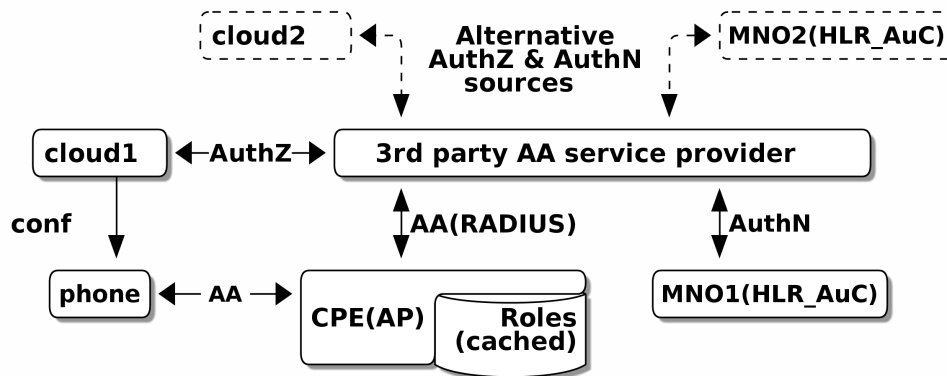 cloud2
Alternative
AuthZ & AuthN
sources
MNO2(HLR_AuC)
cloud1
AuthZ
3rd party AA service provider
conf
AA(RADIUS)
AuthN
phone
AA
CPE(AP)
Roles
(cached)
MNO1(HLR_AuC)